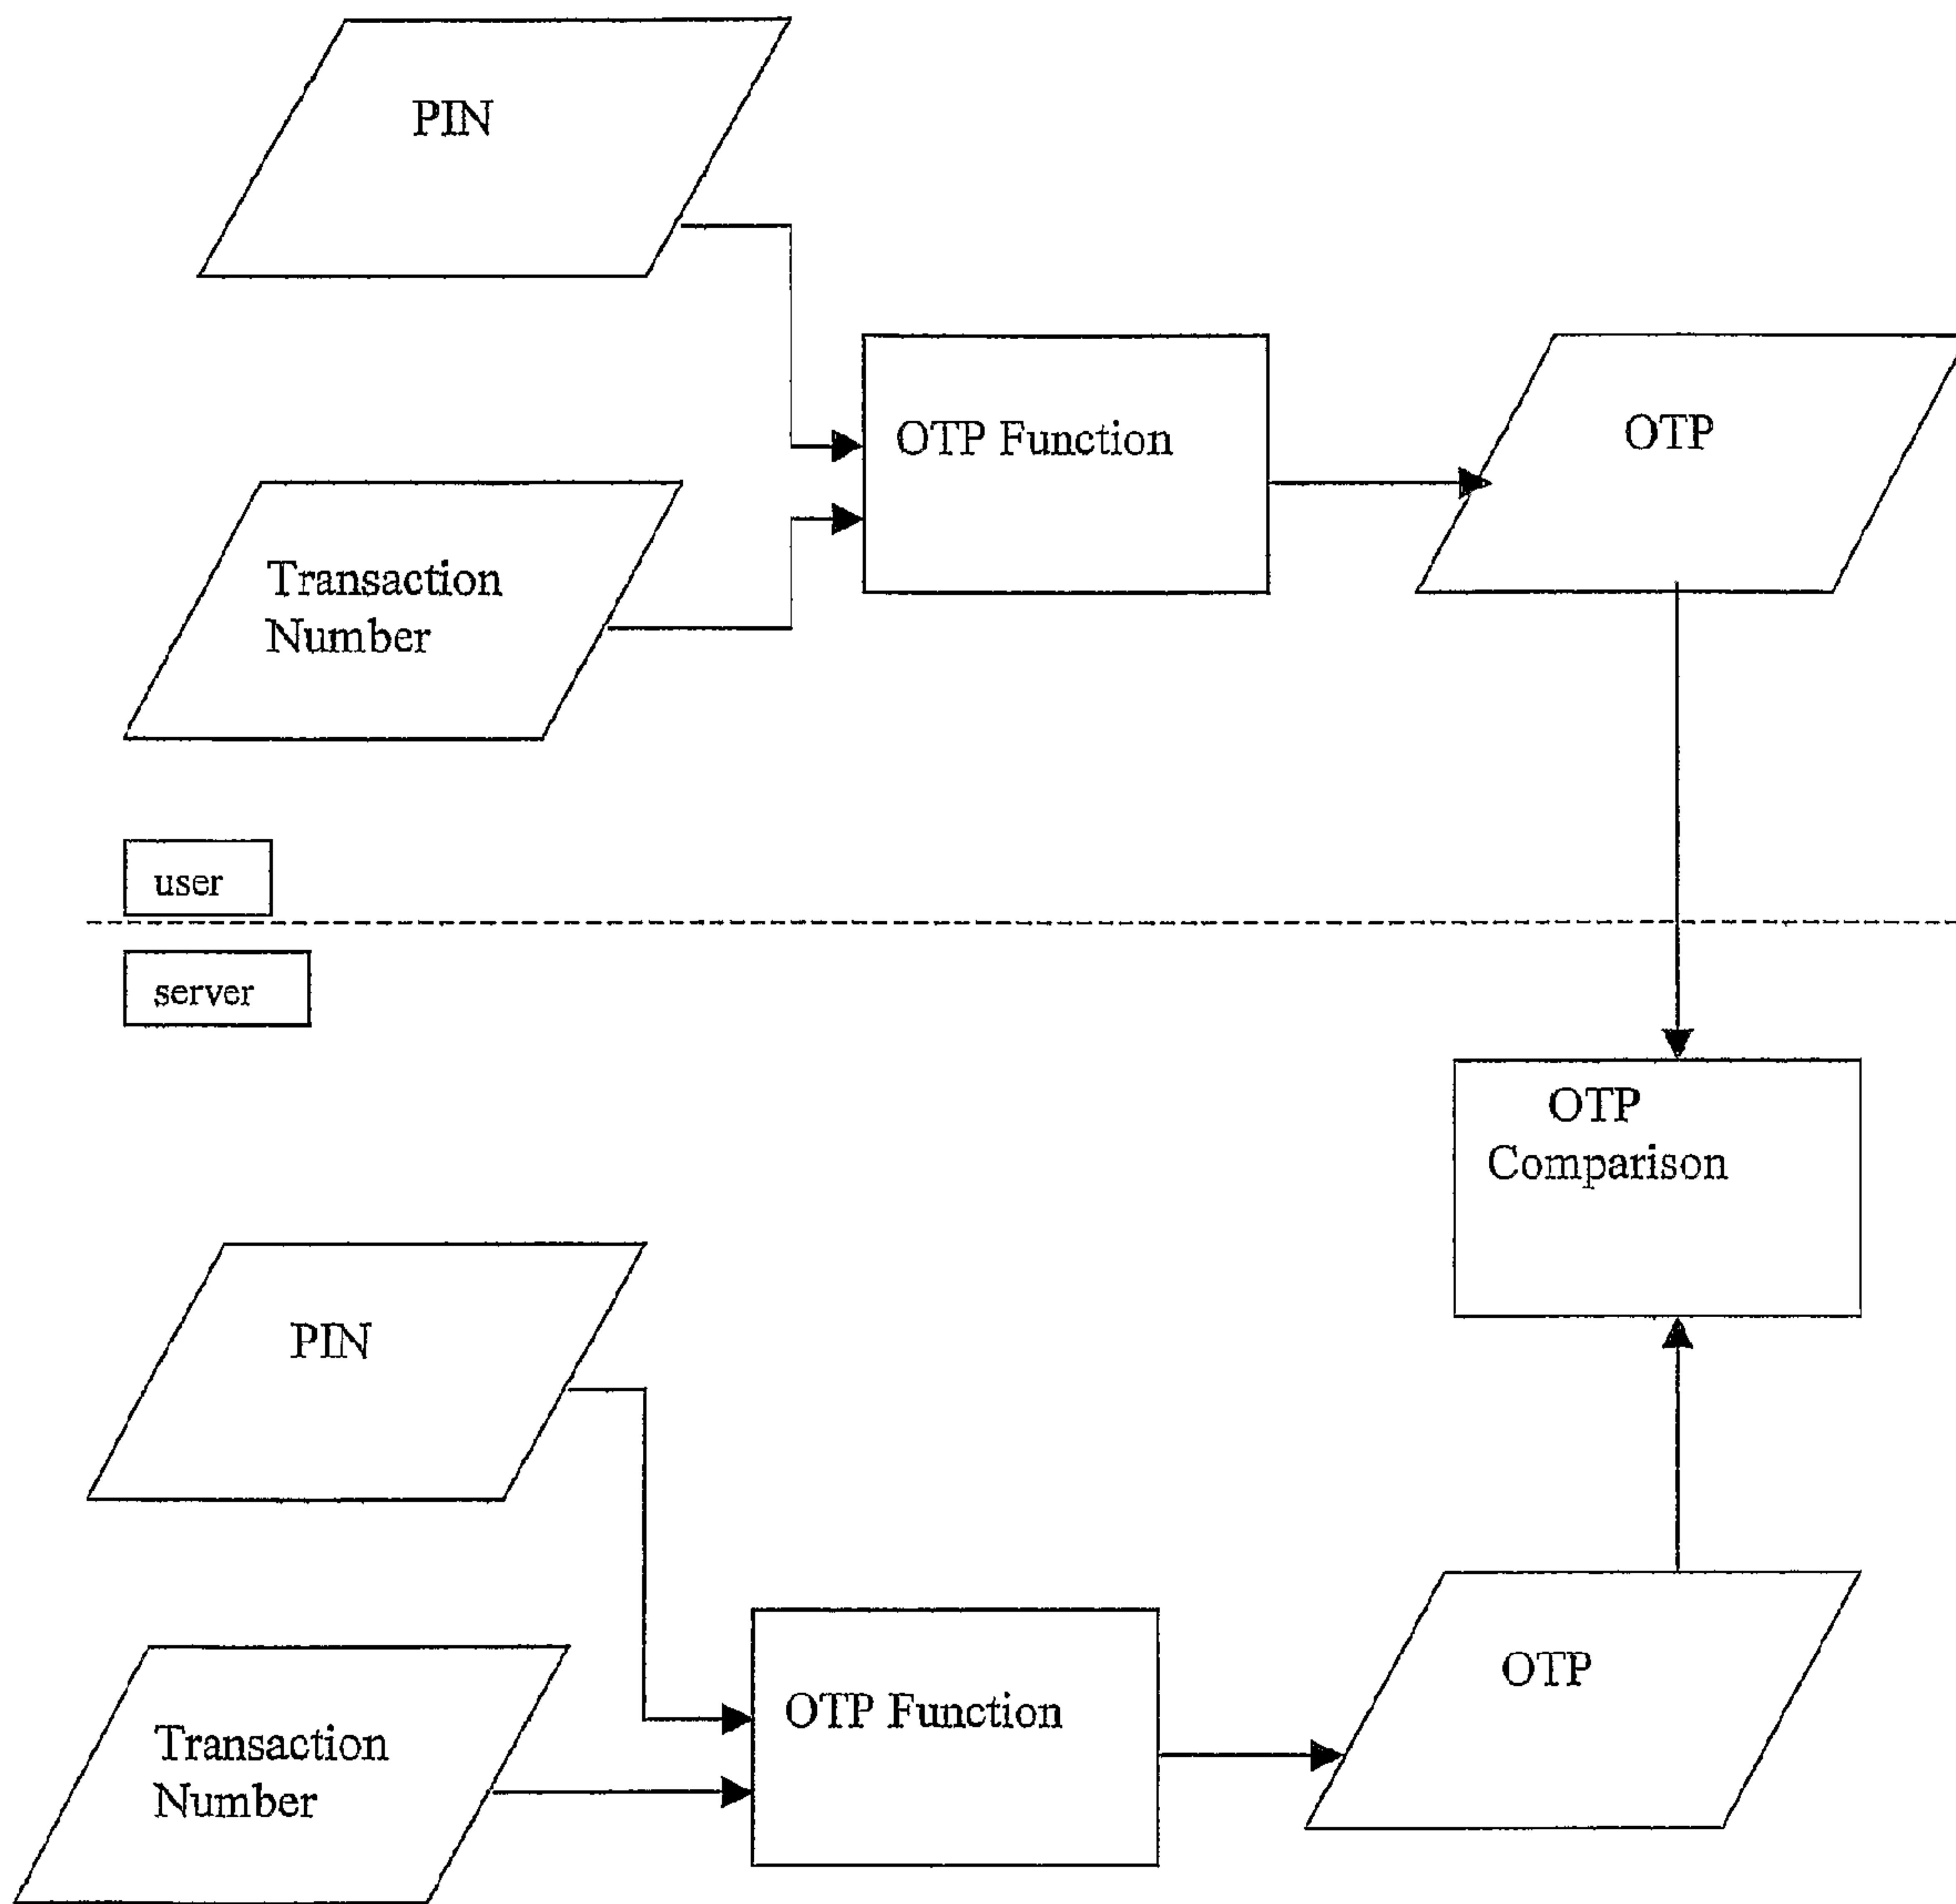 PIN
OTP Function
OTP
Transaction
Number
user
server
OTP
Comparison
PIN
OTP Function
OTP
Transaction
Number